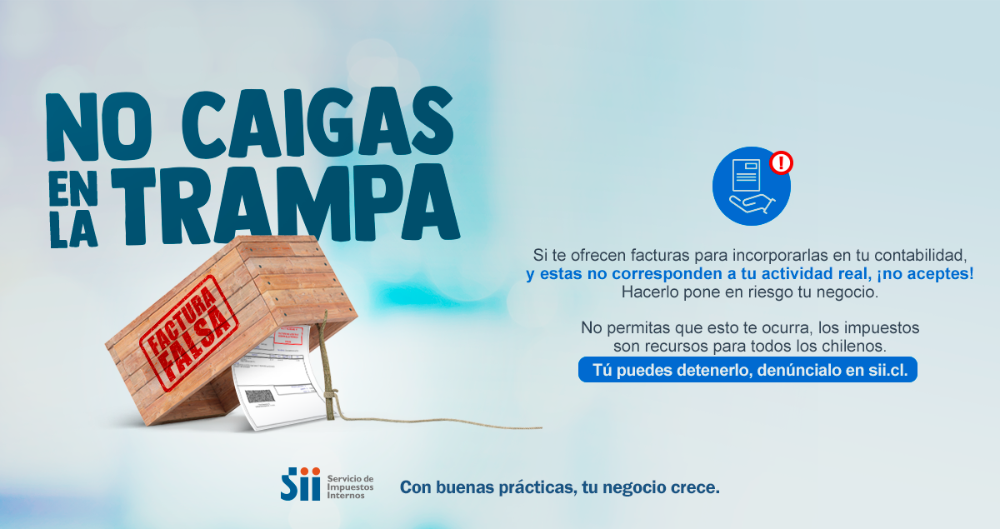 NO CAIGAS
EN
LA
TRAMPA
FACTURA
FALSA
Si te ofrecen facturas para incorporarlas en tu contabilidad,
y estas no corresponden a tu actividad real, ¡no aceptes!
Hacerlo pone en riesgo tu negocio.
No permitas que esto te ocurra, los impuestos
son recursos para todos los chilenos.
Tú puedes detenerlo, denúncialo en sii.cl.
Sii
Servicio de
Impuestos
Internos
Con buenas prácticas, tu negocio crece.